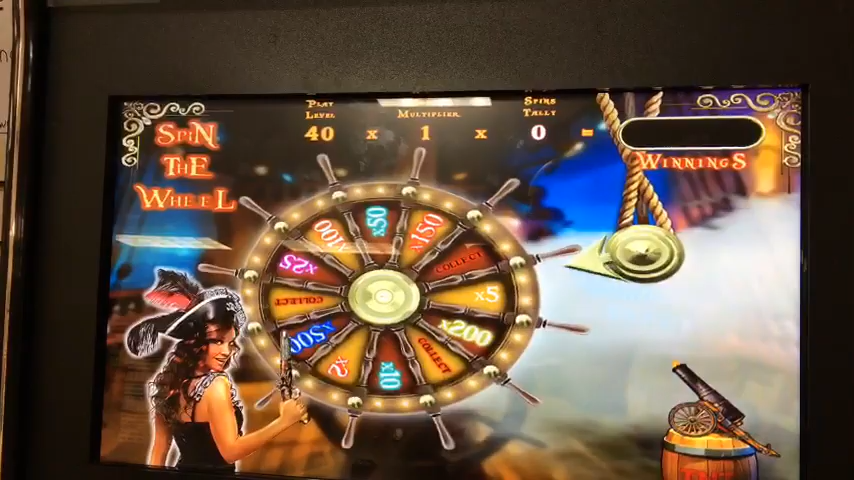 PLAY
LEVEL
MULTIPLIER
SPINS
TALLY
40 x 1 x 0 =
SPIN
THE
WHEEL
WINNINGS
x50
x150
COLLECT
x5
x200
COLLECT
x10
x2
x500
COLLECT
x25
x100